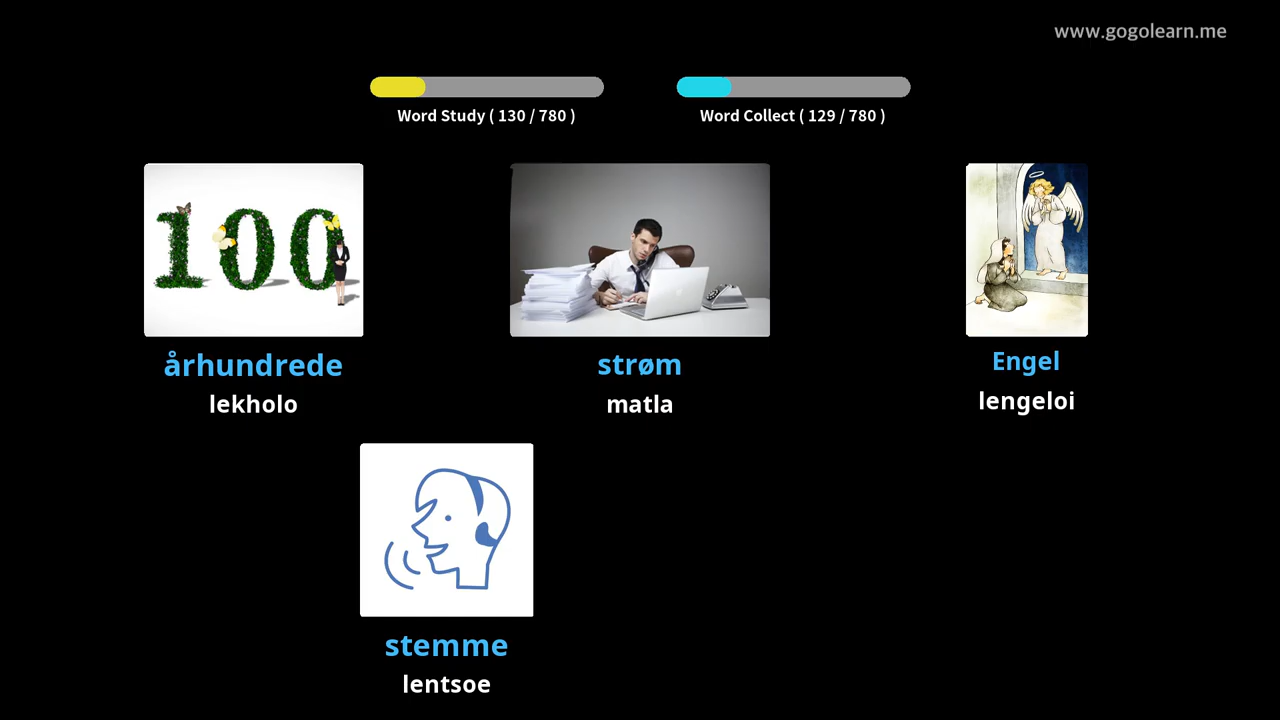 www.gogolearn.me
Word Study ( 130 / 780 )
Word Collect ( 129 / 780 )
100
århundrede
lekholo
strøm
matla
Engel
lengeloi
stemme
lentsoe